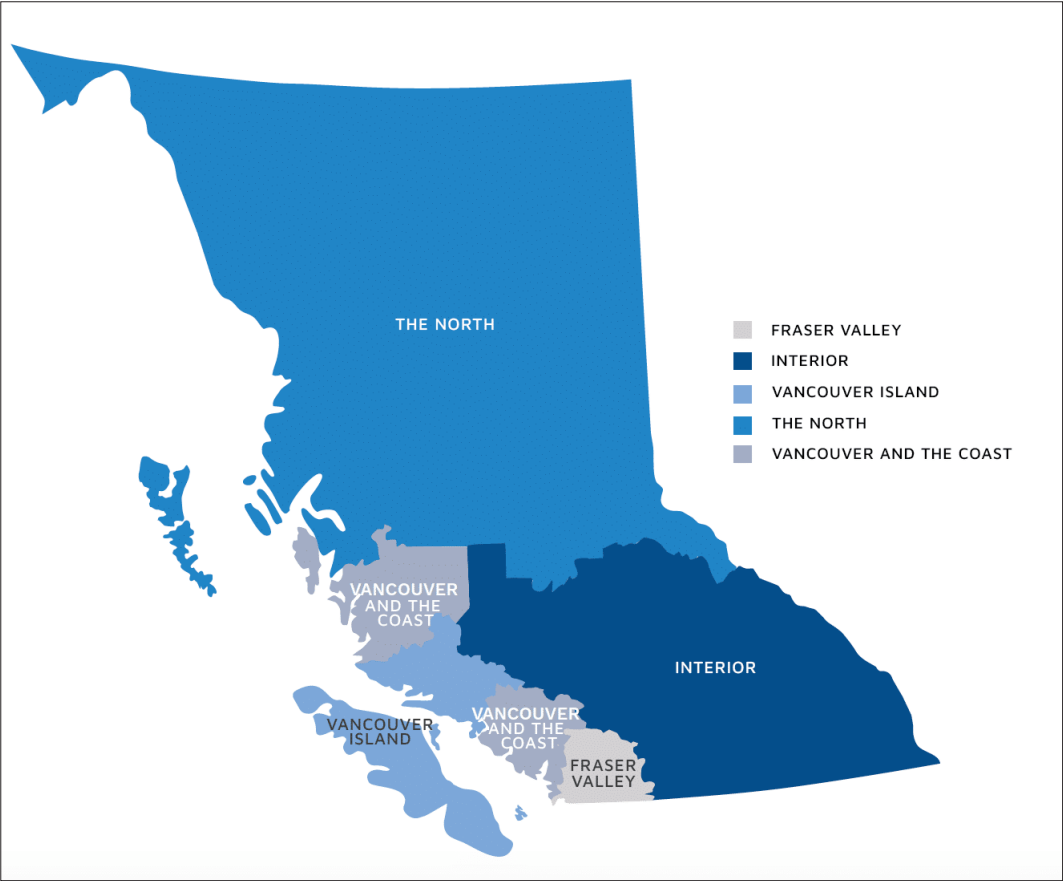 THE NORTH
FRASER VALLEY
INTERIOR
VANCOUVER ISLAND
THE NORTH
VANCOUVER AND THE COAST
VANCOUVER
AND THE
COAST
INTERIOR
VANCOUVER
ISLAND
VANCOUVER
AND THE
COAST
FRASER
VALLEY